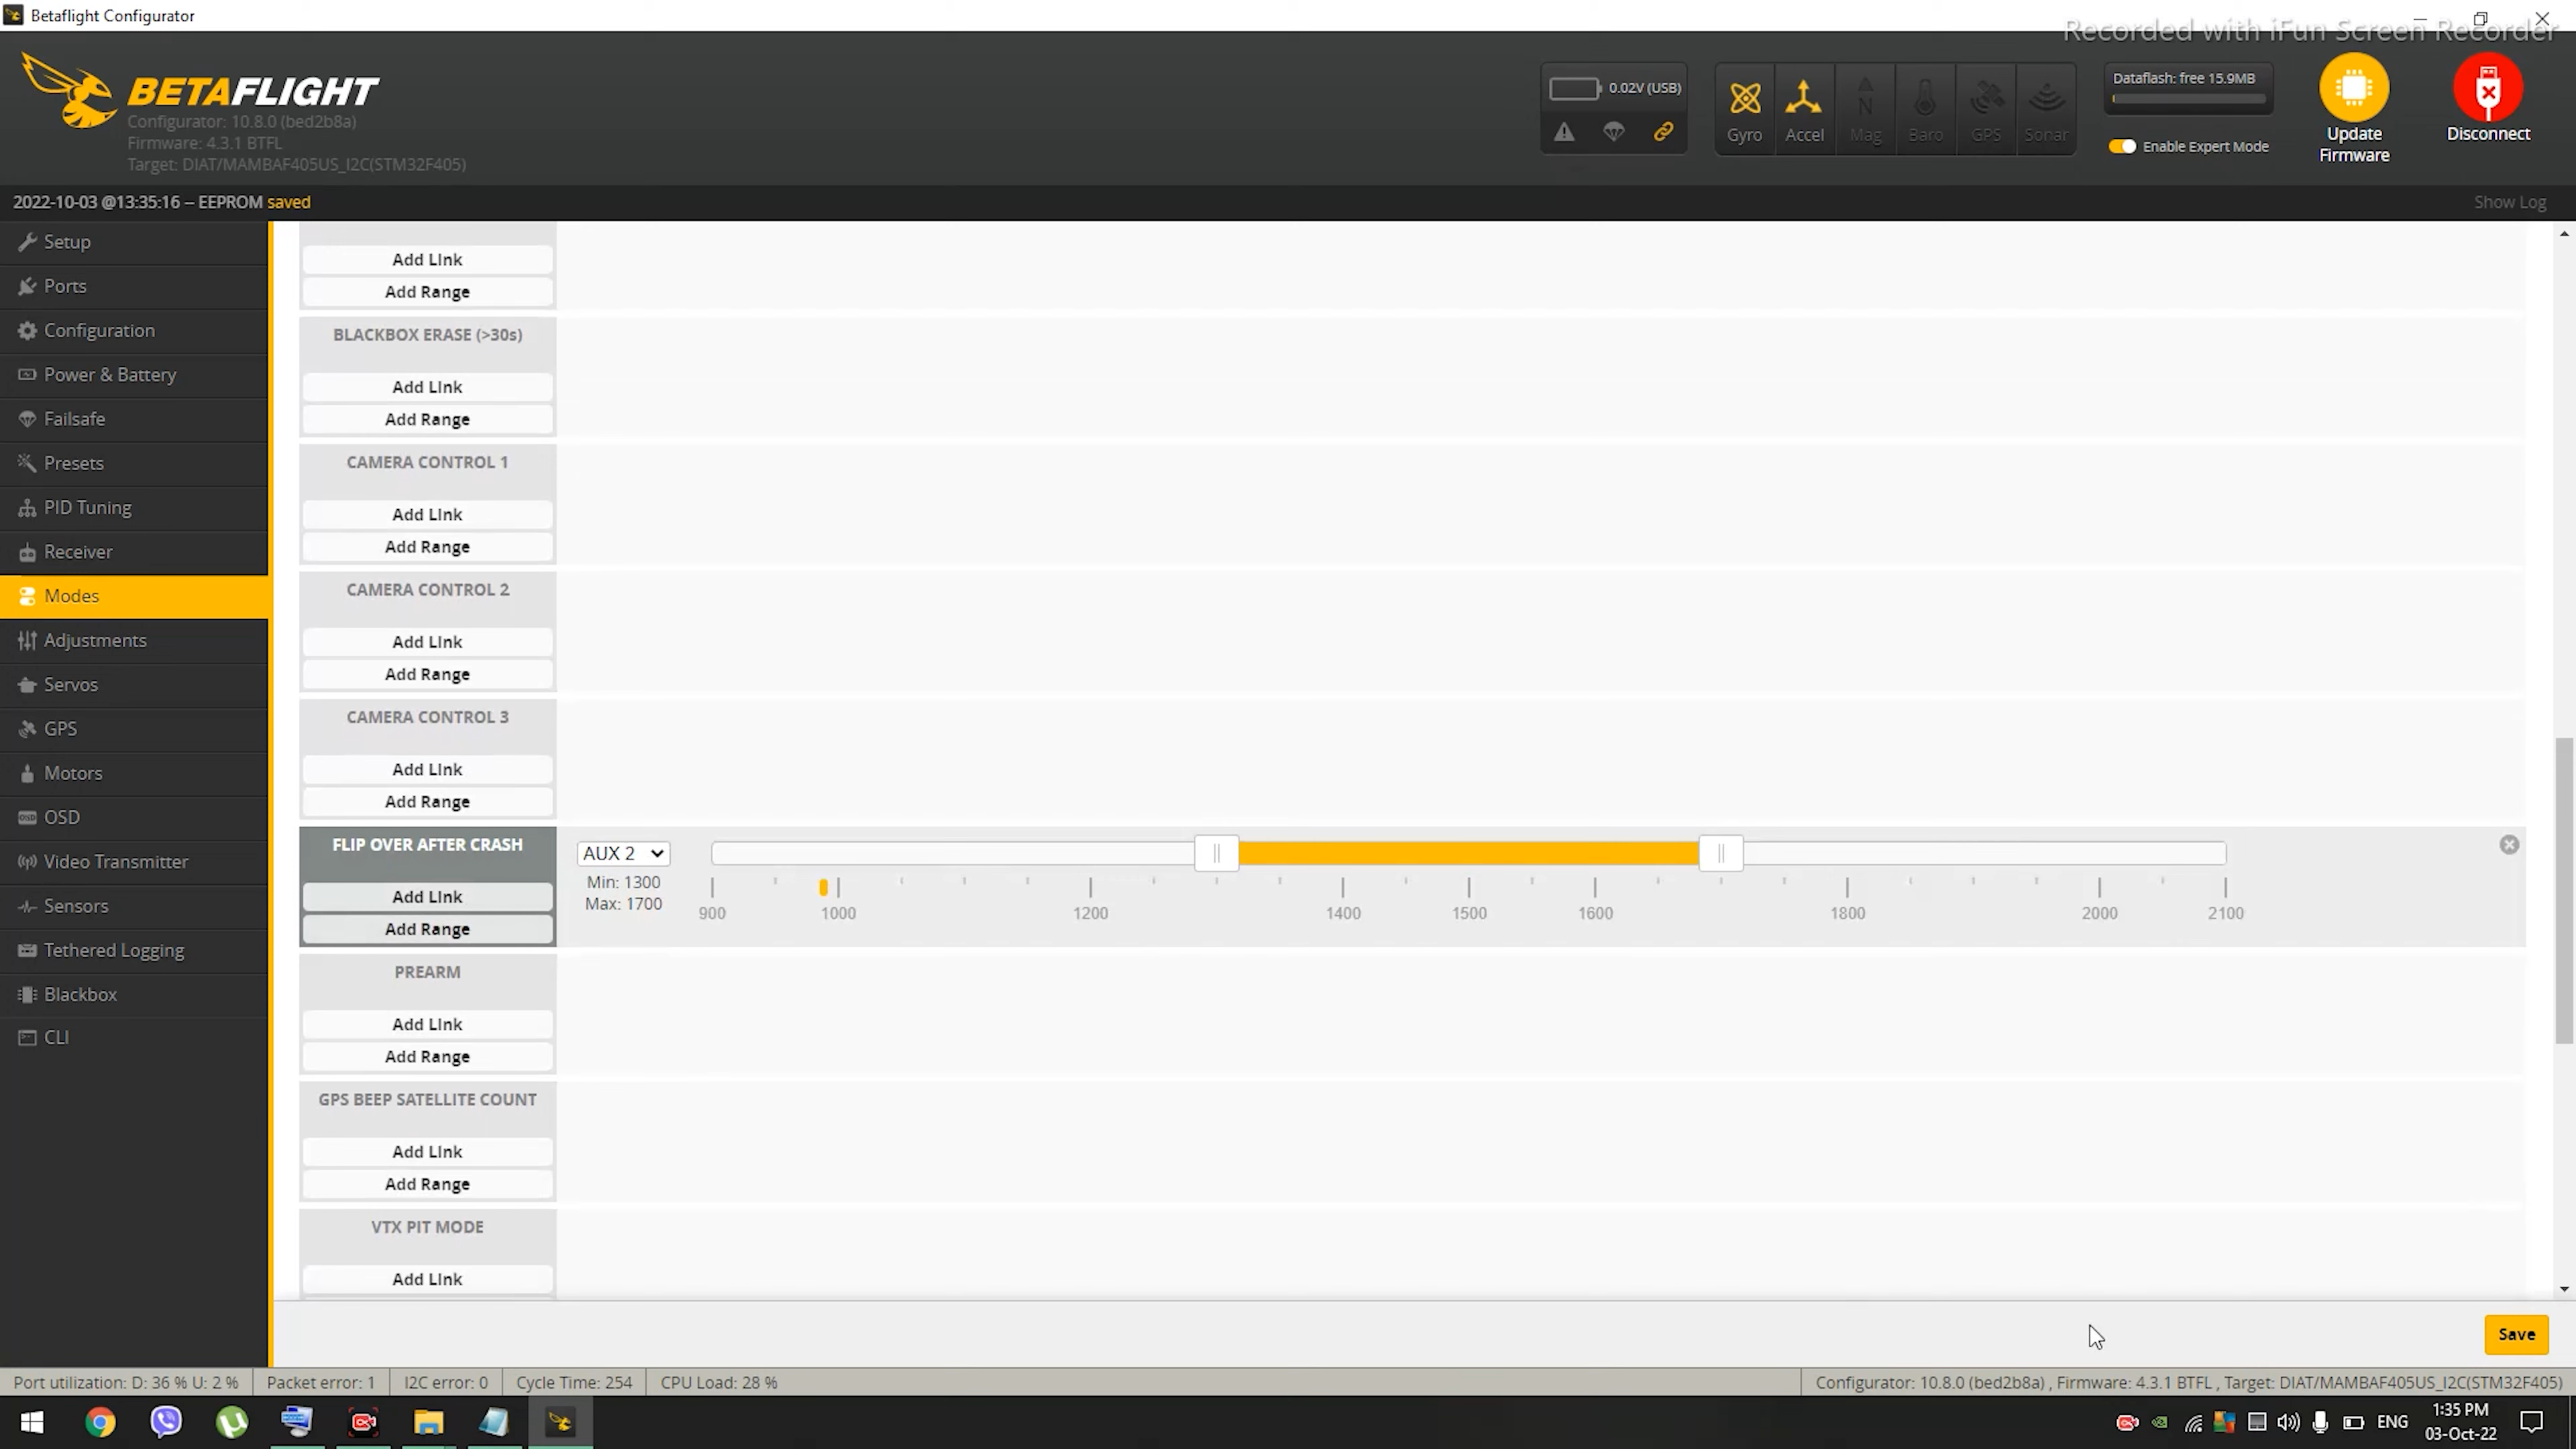 Betaflight Configurator
Recorded with iFun Screen Recorder
BETAFLIGHT
Configurator: 10.8.0 (bed2b8a)
Firmware: 4.3.1 BTFL
Target: DIAT/MAMBAF405US_I2C(STM32F405)
0.02V (USB)
Gyro
Accel
Mag
Baro
GPS
Sonar
Dataflash: free 15.9MB
Enable Expert Mode
Update
Firmware
Disconnect
2022-10-03 @13:35:16 -- EEPROM saved
Show Log
Setup
Ports
Configuration
Power & Battery
Failsafe
Presets
PID Tuning
Receiver
Modes
Adjustments
Servos
GPS
Motors
OSD
Video Transmitter
Sensors
Tethered Logging
Blackbox
CLI
Add LInk
Add Range
BLACKBOX ERASE (>30s)
Add LInk
Add Range
CAMERA CONTROL 1
Add LInk
Add Range
CAMERA CONTROL 2
Add LInk
Add Range
CAMERA CONTROL 3
Add LInk
Add Range
FLIP OVER AFTER CRASH
Add LInk
Add Range
AUX 2
Min: 1300
Max: 1700
900 1000 1200 1400 1500 1600 1800 2000 2100
PREARM
Add LInk
Add Range
GPS BEEP SATELLITE COUNT
Add LInk
Add Range
VTX PIT MODE
Add LInk
Save
Port utilization: D: 36 % U: 2 %
Packet error: 1
I2C error: 0
Cycle Time: 254
CPU Load: 28 %
Configurator: 10.8.0 (bed2b8a) , Firmware: 4.3.1 BTFL , Target: DIAT/MAMBAF405US_I2C(STM32F405)
ENG
1:35 PM
03-Oct-22